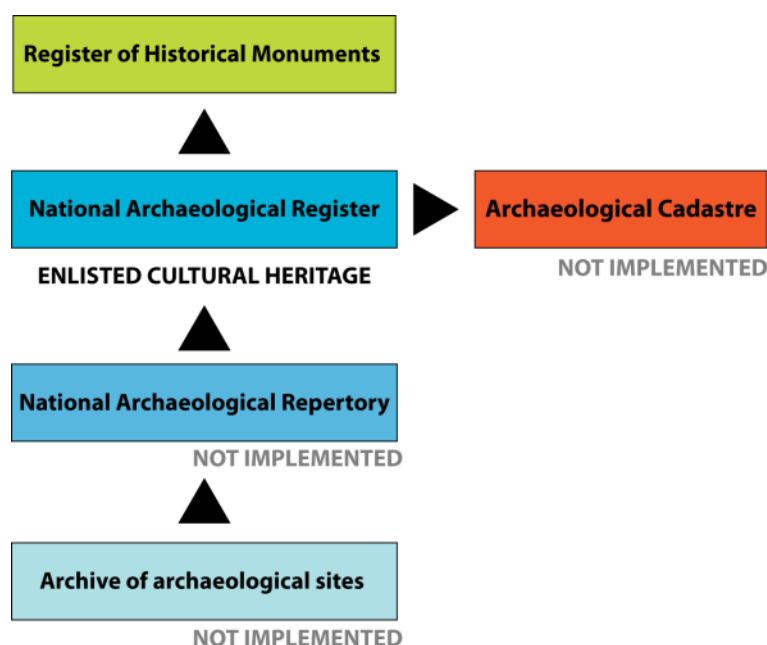 Register of Historical Monuments
National Archaeological Register
Archaeological Cadastre
ENLISTED CULTURAL HERITAGE
NOT IMPLEMENTED
National Archaeological Repertory
NOT IMPLEMENTED
Archive of archaeological sites
NOT IMPLEMENTED